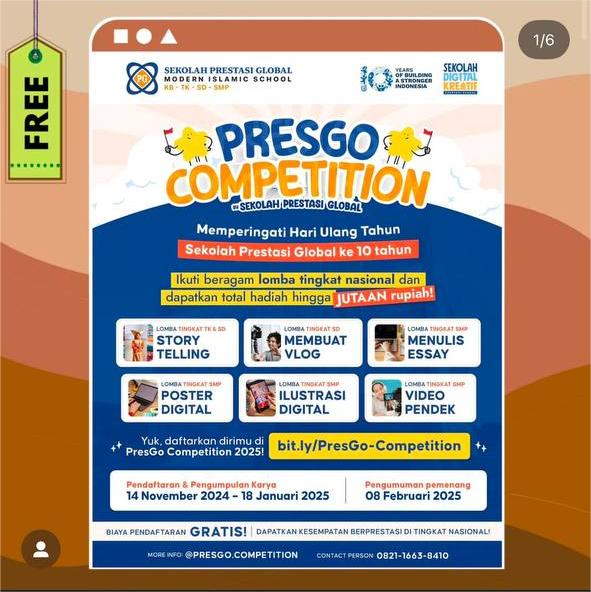 FREE
1/6
PG
SEKOLAH PRESTASI GLOBAL
MODERN ISLAMIC SCHOOL
KB - TK - SD - SMP
10 YEARS
OF BUILDING
A STRONGER
INDONESIA
SEKOLAH
DIGITAL
KREATIF
PRESGO
COMPETITION
BY SEKOLAH PRESTASI GLOBAL
Memperingati Hari Ulang Tahun
Sekolah Prestasi Global ke 10 tahun
Ikuti beragam lomba tingkat nasional dan
dapatkan total hadiah hingga JUTAAN rupiah!
LOMBA TINGKAT TK & SD
STORY
TELLING
LOMBA TINGKAT SD
MEMBUAT
VLOG
LOMBA TINGKAT SMP
MENULIS
ESSAY
LOMBA TINGKAT SMP
POSTER
DIGITAL
LOMBA TINGKAT SMP
ILUSTRASI
DIGITAL
LOMBA TINGKAT SMP
VIDEO
PENDEK
Yuk, daftarkan dirimu di
PresGo Competition 2025!
bit.ly/PresGo-Competition
Pendaftaran & Pengumpulan Karya
14 November 2024 - 18 Januari 2025
Pengumuman pemenang
08 Februari 2025
BIAYA PENDAFTARAN GRATIS! DAPATKAN KESEMPATAN BERPRESTASI DI TINGKAT NASIONAL!
MORE INFO: @PRESGO.COMPETITION CONTACT PERSON: 0821-1663-8410